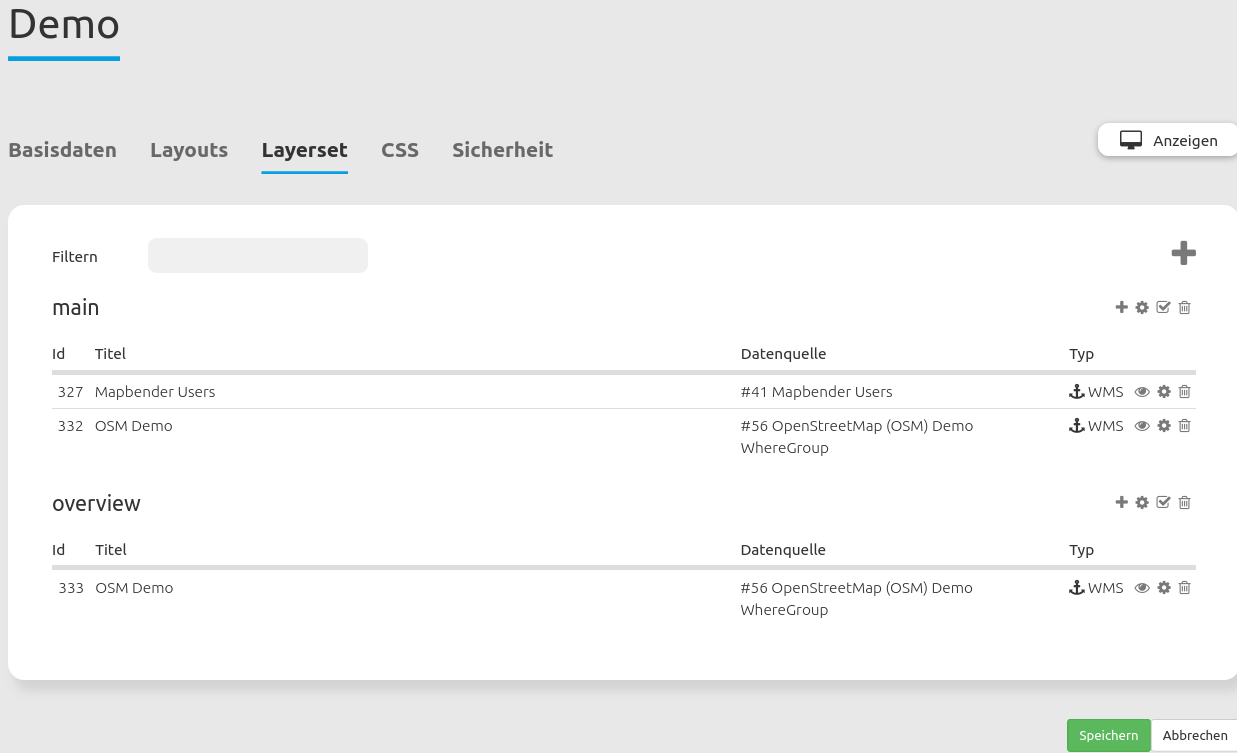 Demo
Basisdaten Layouts Layerset CSS Sicherheit Anzeigen
Filtern
main
Id Titel Datenquelle Typ
327 Mapbender Users #41 Mapbender Users WMS
332 OSM Demo #56 OpenStreetMap (OSM) Demo WMS
WhereGroup
overview
Id Titel Datenquelle Typ
333 OSM Demo #56 OpenStreetMap (OSM) Demo WMS
WhereGroup
Speichern Abbrechen